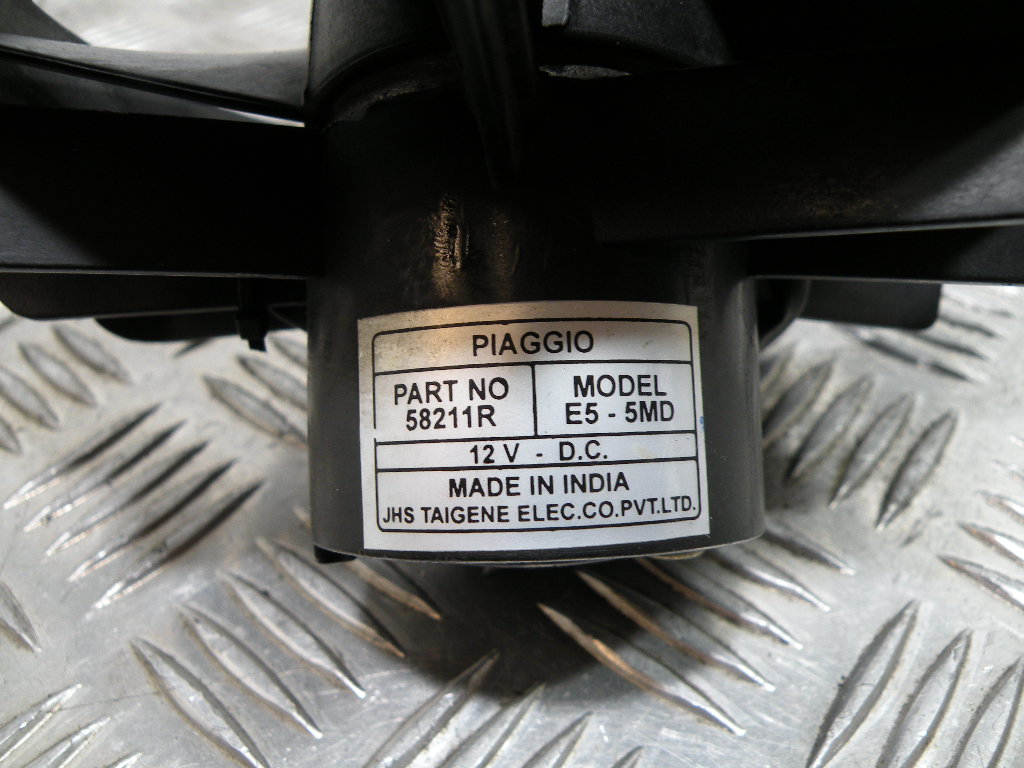 PIAGGIO
PART NO
58211R
MODEL
E5 - 5MD
12 V - D.C.
MADE IN INDIA
JHS TAIGENE ELEC.CO.PVT.LTD.